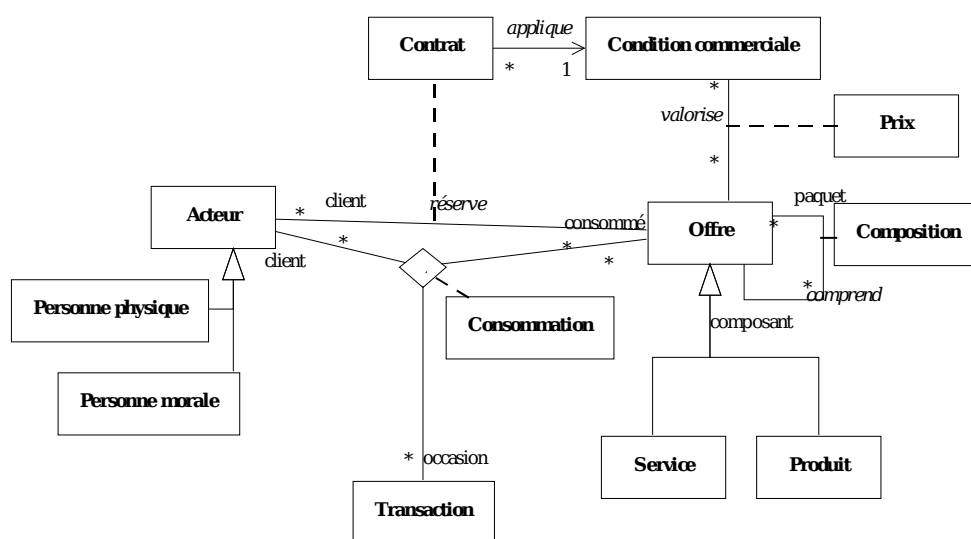 applique
Contrat
Condition commerciale
* 1
*
valorise
Prix
*
client
réserve
paquet
Acteur
*
consommé
Offre
*
Composition
*
client
*
*
Personne physique
*
comprend
Consommation
composant
Personne morale
* occasion
Service
Produit
Transaction